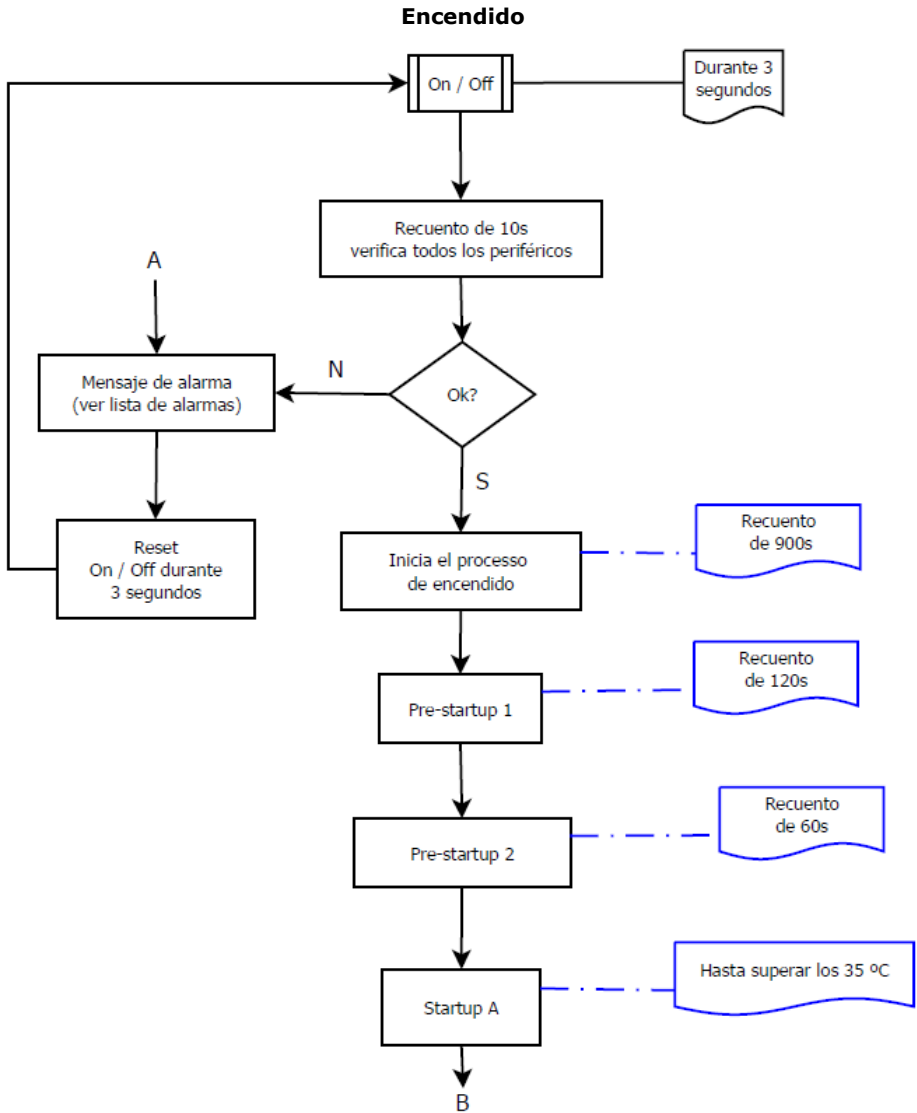 Encendido
On / Off
Durante 3
segundos
Recuento de 10s
verifica todos los periféricos
A
Mensaje de alarma
(ver lista de alarmas)
N
Ok?
S
Reset
On / Off durante
3 segundos
Inicia el processo
de encendido
Recuento
de 900s
Pre-startup 1
Recuento
de 120s
Pre-startup 2
Recuento
de 60s
Startup A
Hasta superar los 35 ºC
B